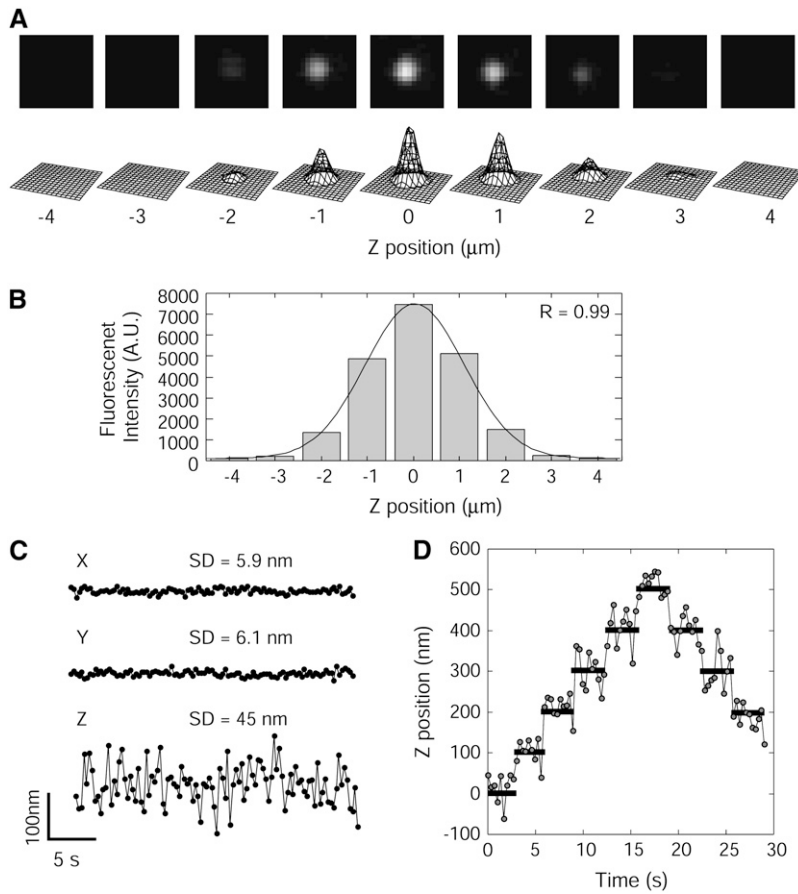 A
-4 -3 -2 -1 0 1 2 3 4
Z position (μm)
B
Fluorescenet
Intensity (A.U.)
8000
7000
6000
5000
4000
3000
2000
1000
0
R = 0.99
-4 -3 -2 -1 0 1 2 3 4
Z position (μm)
C
X SD = 5.9 nm
Y SD = 6.1 nm
Z SD = 45 nm
100nm
5 s
D
Z position (nm)
600
500
400
300
200
100
0
-100
0 5 10 15 20 25 30
Time (s)